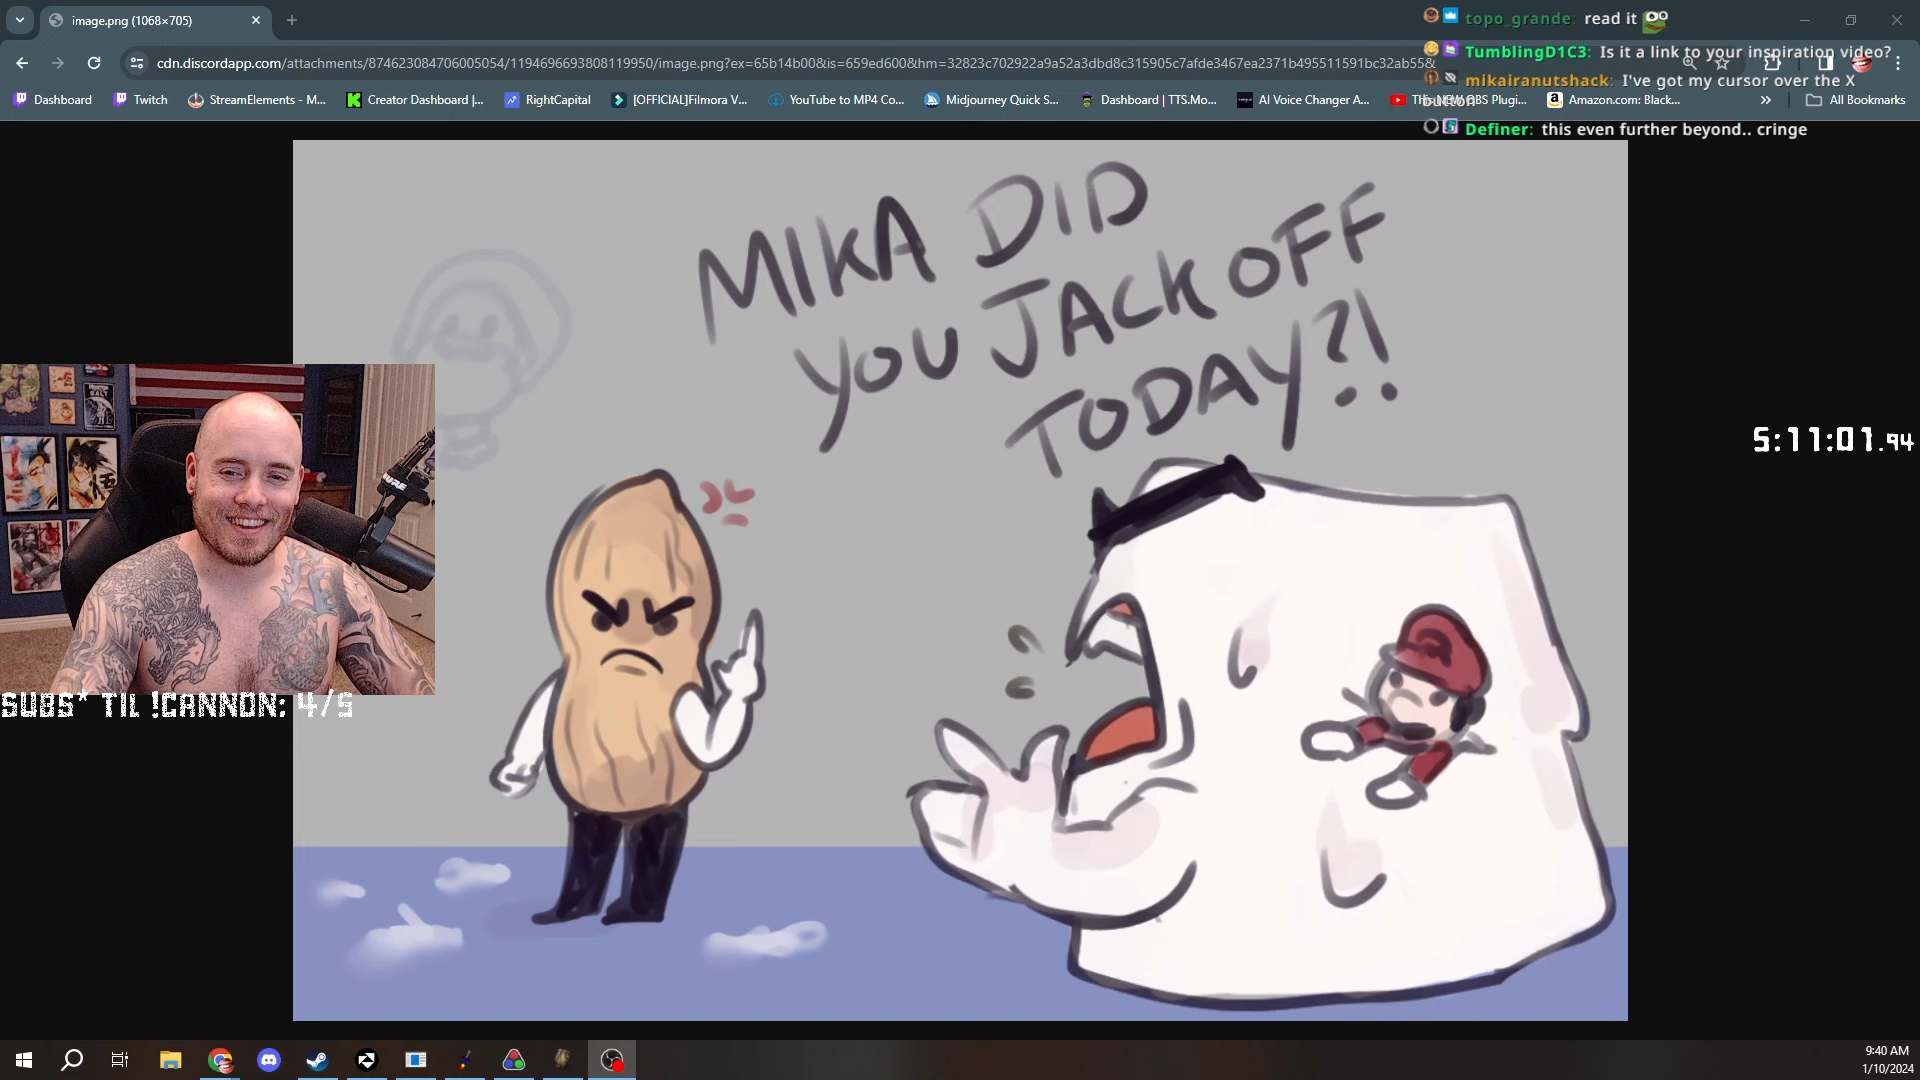 image.png (1068×705)
topo_grande: read it
cdn.discordapp.com/attachments/874623084706005054/1194696693808119950/image.png?ex=65b14b00&is=659ed600&hm=32823c702922a9a52a3dbd8c315905c7afde3467ea2371b495511591bc32ab55&
TumblingD1C3: Is it a link to your inspiration video?
mikairanutshack: I've got my cursor over the X
button
Dashboard
Twitch
StreamElements - M...
Creator Dashboard |...
RightCapital
[OFFICIAL]Filmora V...
YouTube to MP4 Co...
Midjourney Quick S...
Dashboard | TTS.Mo...
AI Voice Changer A...
OBS Plugi...
Amazon.com: Black...
All Bookmarks
Definer: this even further beyond.. cringe
MIKA DID
YOU JACK OFF
TODAY?!
5:11:01.94
SUBS* TIL !CANNON: 4/5
9:40 AM
1/10/2024